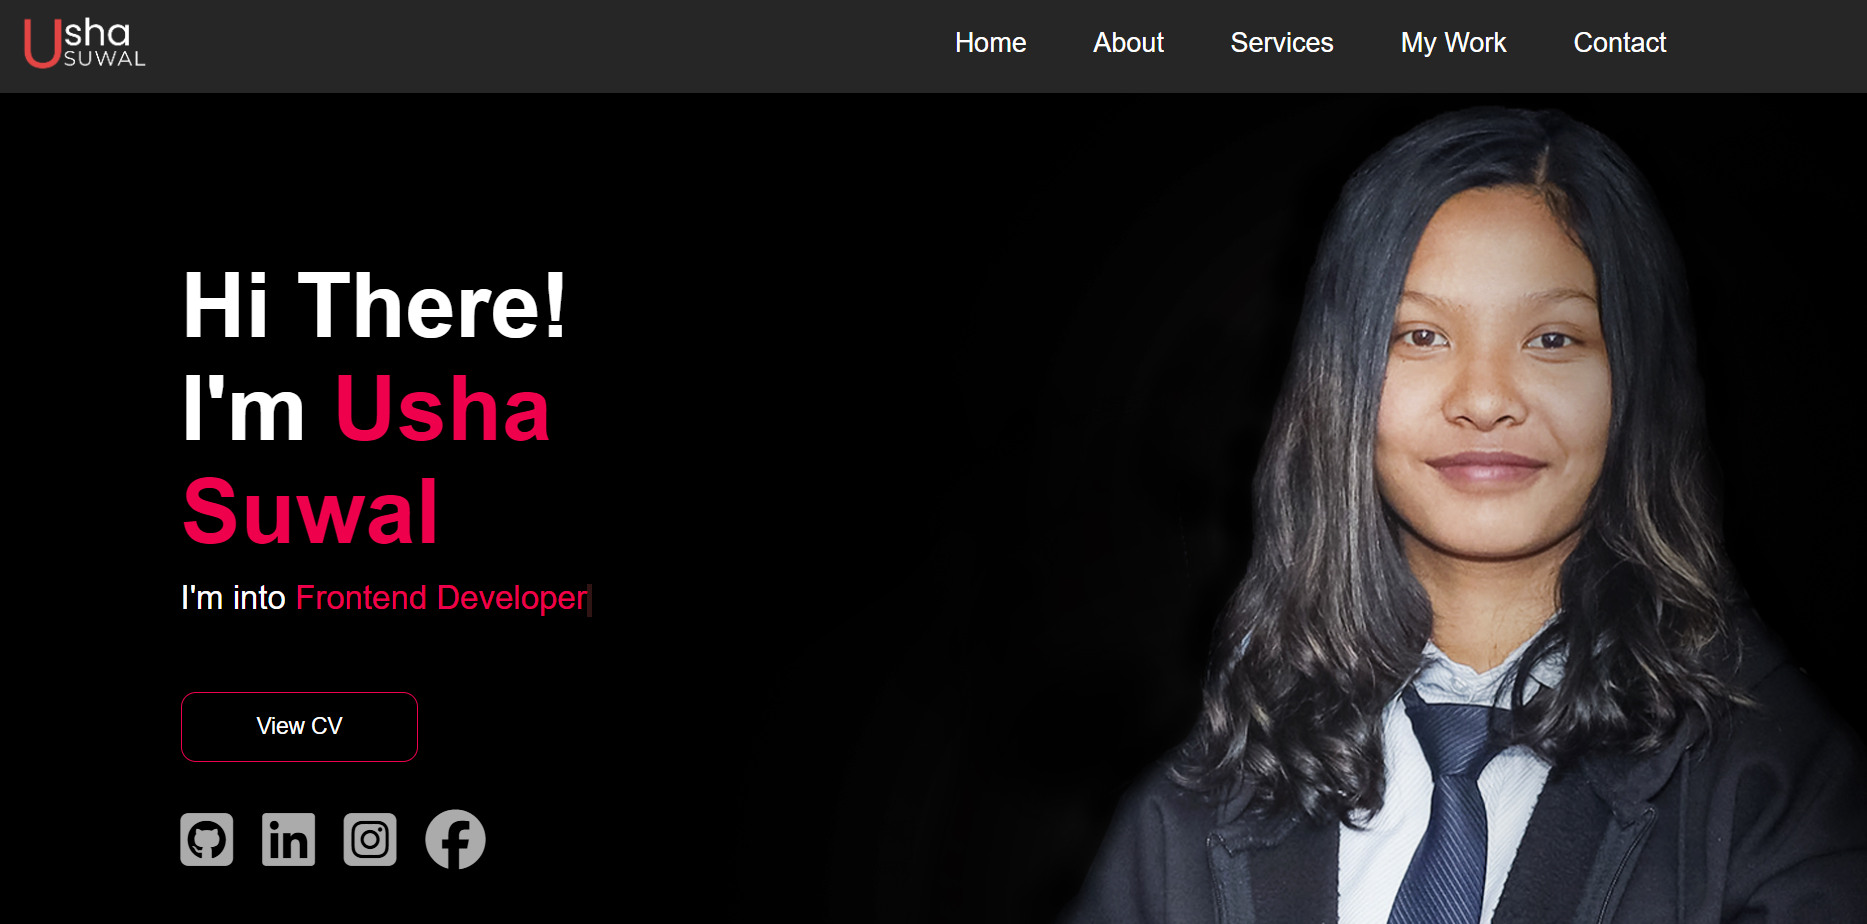 Usha
SUWAL
Home About Services My Work Contact
Hi There!
I'm Usha
Suwal
I'm into Frontend Developer
View CV